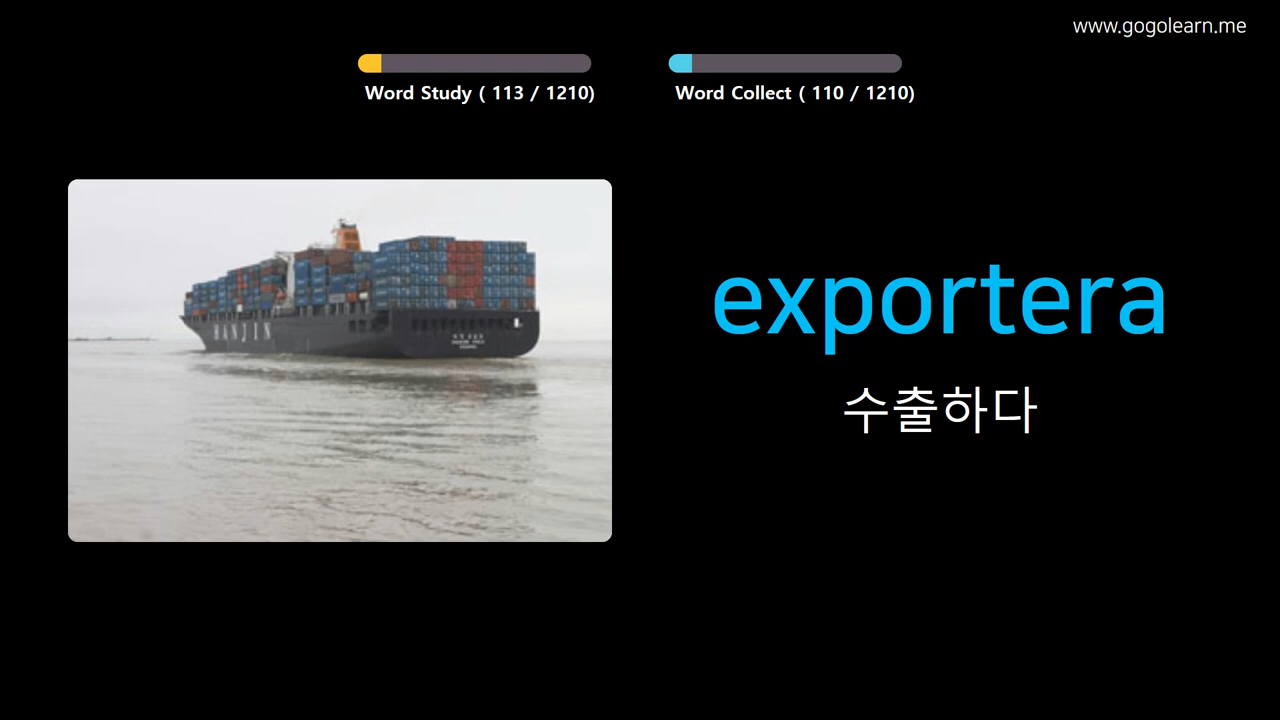 www.gogolearn.me
Word Study ( 113 / 1210)
Word Collect ( 110 / 1210)
HANJIN
exportera
수출하다